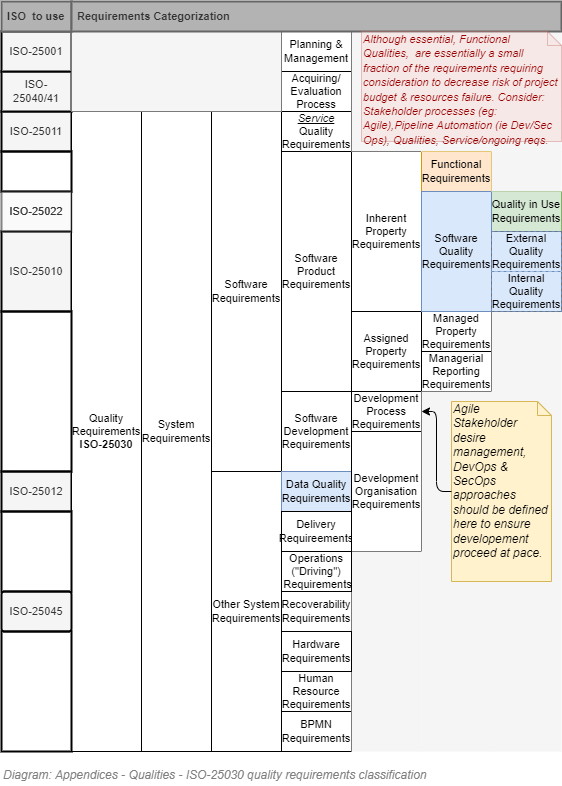 ISO to use
Requirements Categorization
ISO-25001
Planning &
Management
Although essential, Functional
Qualities, are essentially a small
fraction of the requirements requiring
consideration to decrease risk of project
budget & resources failure. Consider:
Stakeholder processes (eg:
Agile),Pipeline Automation (ie Dev/Sec
Ops), Qualities, Service/ongoing reqs.
ISO-
25040/41
Acquiring/
Evaluation
Process
ISO-25011
Service
Quality
Requirements
Functional
Requirements
ISO-25022
Quality in Use
Requirements
Inherent
Property
Requirements
Software
Quality
Requirements
External
Quality
Requirements
ISO-25010
Software
Product
Requirements
Internal
Quality
Requirements
Software
Requirements
Managed
Property
Requirements
Assigned
Property
Requirements
Managerial
Reporting
Requirements
Development
Process
Requirements
Quality
Requirements
ISO-25030
System
Requirements
Software
Development
Requirements
Agile
Stakeholder
desire
management,
DevOps &
SecOps
approaches
should be defined
here to ensure
developement
proceed at pace.
ISO-25012
Data Quality
Requirements
Development
Organisation
Requirements
Delivery
Requireements
Operations
("Driving")
Requirements
ISO-25045
Other System
Requirements
Recoverability
Requirements
Hardware
Requirements
Human
Resource
Requirements
BPMN
Requirements
Diagram: Appendices - Qualities - ISO-25030 quality requirements classification